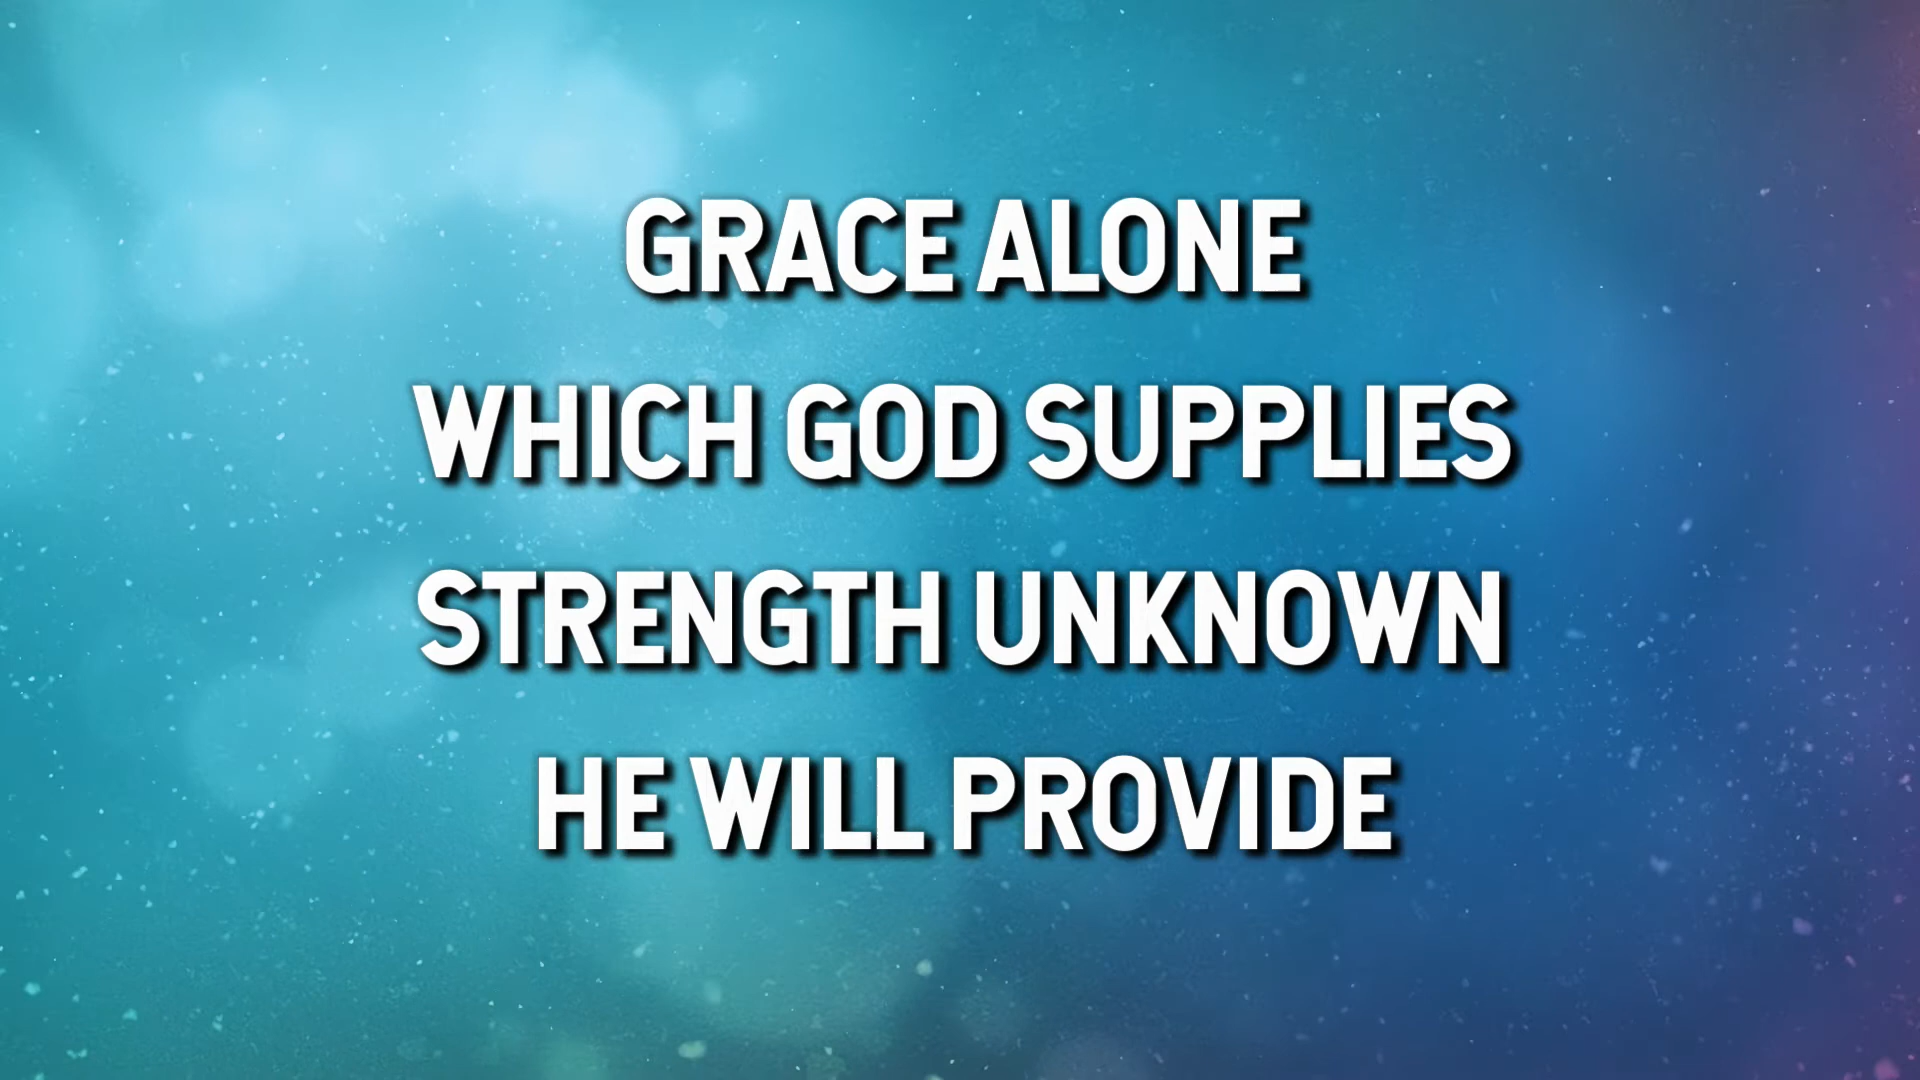 GRACE ALONE
WHICH GOD SUPPLIES
STRENGTH UNKNOWN
HE WILL PROVIDE